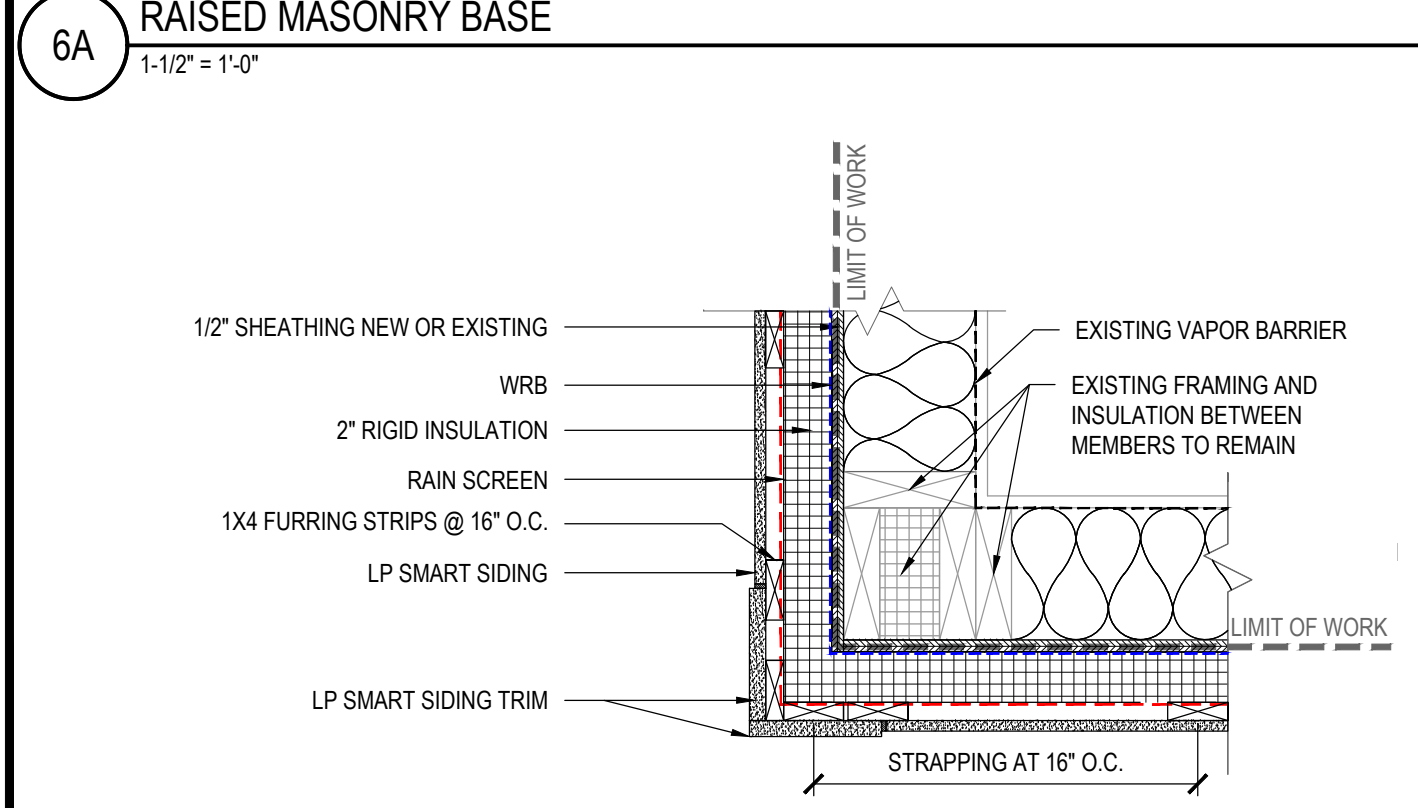 6A
RAISED MASONRY BASE
1-1/2" = 1'-0"
LIMIT OF WORK
1/2" SHEATHING NEW OR EXISTING
WRB
2" RIGID INSULATION
RAIN SCREEN
1X4 FURRING STRIPS @ 16" O.C.
LP SMART SIDING
LP SMART SIDING TRIM
EXISTING VAPOR BARRIER
EXISTING FRAMING AND
INSULATION BETWEEN
MEMBERS TO REMAIN
LIMIT OF WORK
STRAPPING AT 16" O.C.